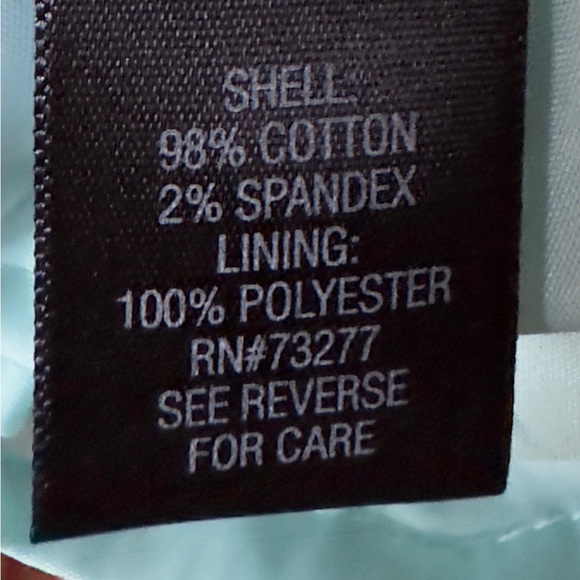 SHELL:
98% COTTON
2% SPANDEX
LINING:
100% POLYESTER
RN#73277
SEE REVERSE
FOR CARE